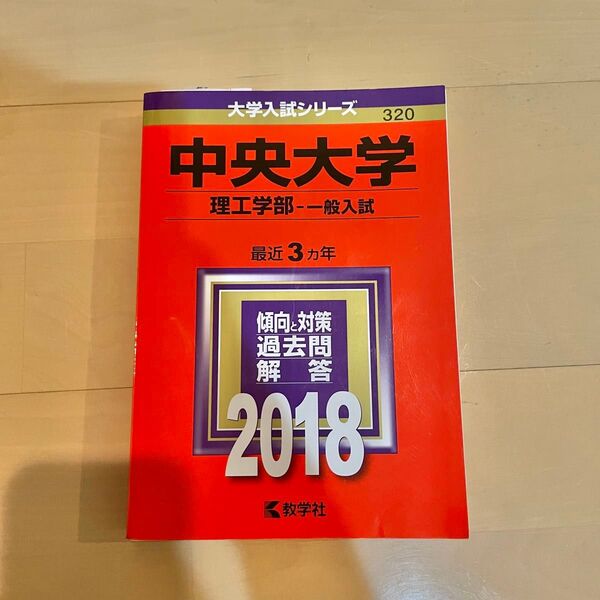 大学入試シリーズ
320
中央大学
理工学部-一般入試
最近3ヵ年
傾向と対策
過去問
解答
2018
教学社